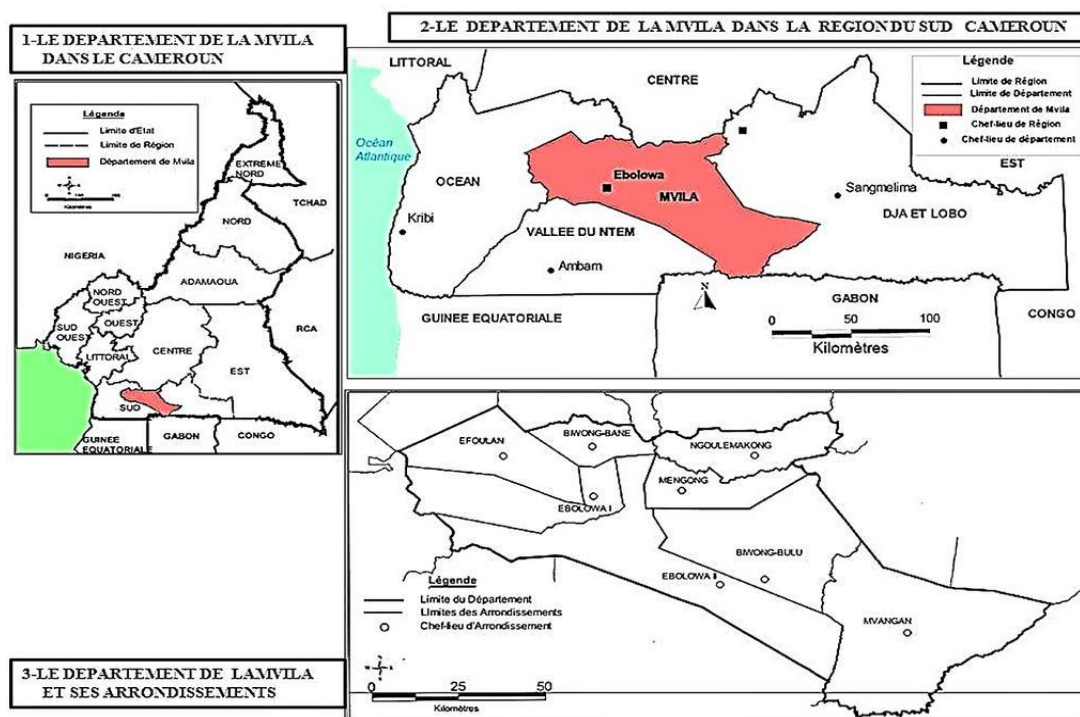 1-LE DEPARTEMENT DE LA MVILA
DANS LE CAMEROUN
Légende
Limite d'État
Limite de Région
Département de Mvila
Kilomètres
EXTREME
NORD
TCHAD
NORD
NIGERIA
ADAMAOUA
NORD
OUEST
SUD
OUEST
OUEST
LITTORAL
CENTRE
RCA
EST
SUD
GUINEE
EQUATORIALE
GABON
CONGO
2-LE DEPARTEMENT DE LA MVILA DANS LA REGION DU SUD CAMEROUN
LITTORAL
CENTRE
Légende
Limite de Région
Limite de Département
Département de Mvila
Chef-lieu de Région
Chef-lieu de département
Océan
Atlantique
EST
OCEAN
Ebolowa
MVILA
Sangmelima
DJA ET LOBO
Kribi
VALLEE DU NTEM
Ambam
N
GUINEE EQUATORIALE
GABON
CONGO
0 50 100
Kilomètres
EFOULAN
BIWONG-BANE
NGOULEMAKONG
MENGONG
EBOLOWA I
BIWONG-BULU
EBOLOWA II
MVANGAN
Légende
Limite du Département
Limites des Arrondissements
Chef-lieu d'Arrondissement
0 25 50
Kilomètres
3-LE DEPARTEMENT DE LAMVILA
ET SES ARRONDISSEMENTS